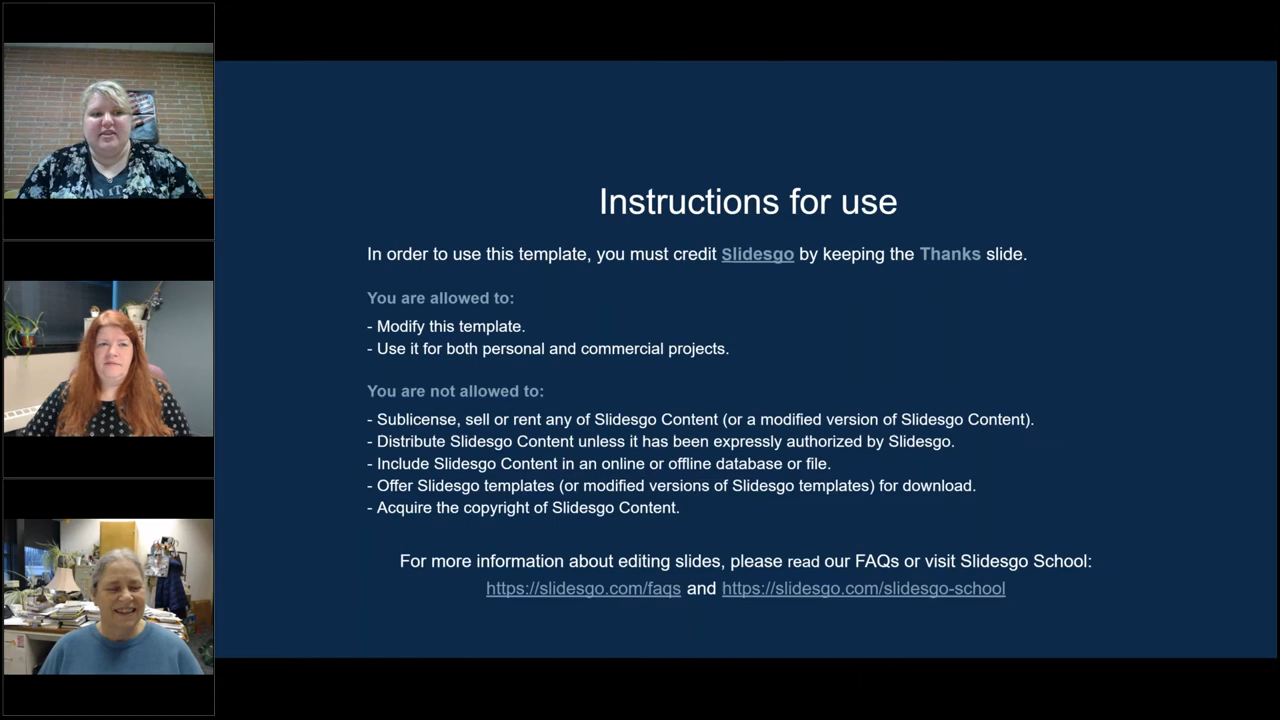 Instructions for use
In order to use this template, you must credit Slidesgo by keeping the Thanks slide.
You are allowed to:
- Modify this template.
- Use it for both personal and commercial projects.
You are not allowed to:
- Sublicense, sell or rent any of Slidesgo Content (or a modified version of Slidesgo Content).
- Distribute Slidesgo Content unless it has been expressly authorized by Slidesgo.
- Include Slidesgo Content in an online or offline database or file.
- Offer Slidesgo templates (or modified versions of Slidesgo templates) for download.
- Acquire the copyright of Slidesgo Content.
For more information about editing slides, please read our FAQs or visit Slidesgo School:
https://slidesgo.com/faqs and https://slidesgo.com/slidesgo-school